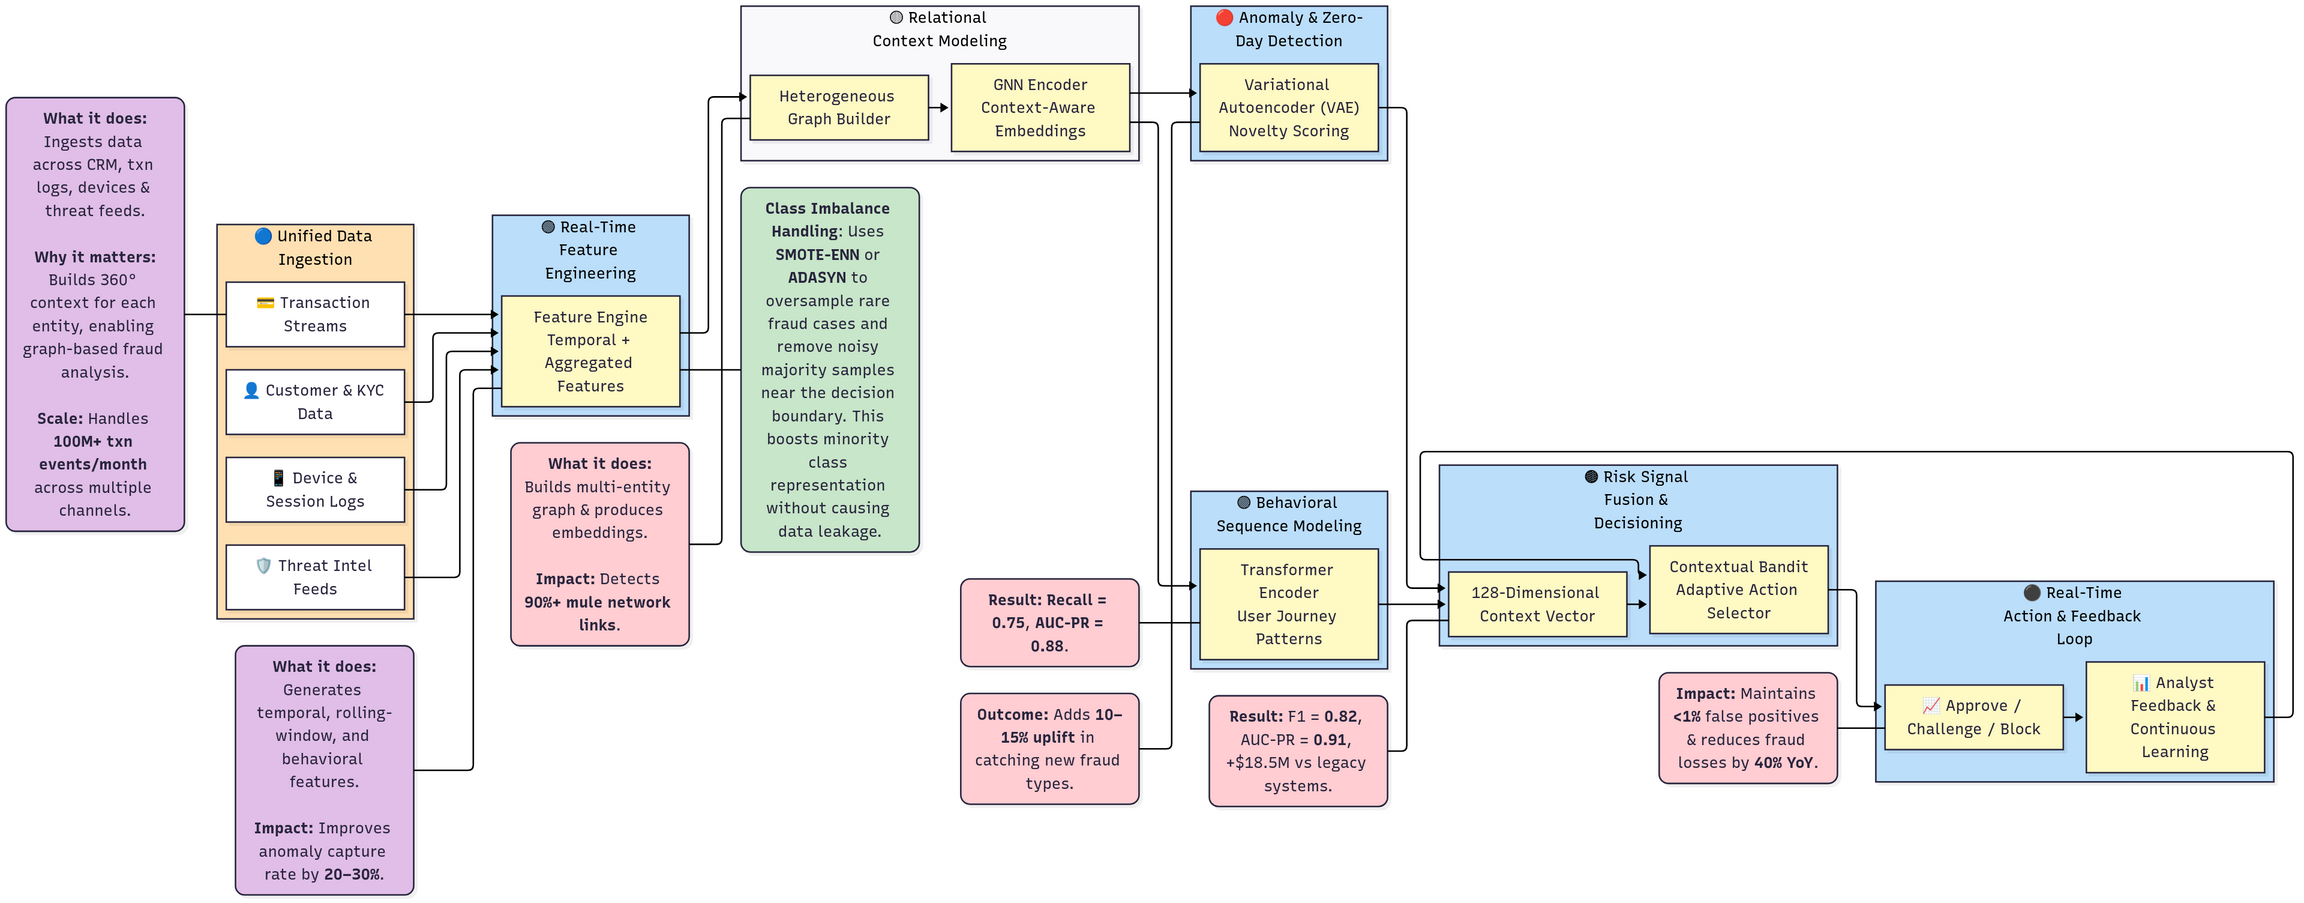 What it does:
Ingests data
across CRM, txn
logs, devices &
threat feeds.
Why it matters:
Builds 360°
context for each
entity, enabling
graph-based fraud
analysis.
Scale: Handles
100M+ txn
events/month
across multiple
channels.
🔵 Unified Data
Ingestion
💳 Transaction
Streams
👤 Customer & KYC
Data
📱 Device &
Session Logs
🛡️ Threat Intel
Feeds
What it does:
Generates
temporal, rolling-
window, and
behavioral
features.
Impact: Improves
anomaly capture
rate by 20–30%.
Real-Time
Feature
Engineering
Feature Engine
Temporal +
Aggregated
Features
What it does:
Builds multi-entity
graph & produces
embeddings.
Impact: Detects
90%+ mule network
links.
Relational
Context Modeling
Heterogeneous
Graph Builder
GNN Encoder
Context-Aware
Embeddings
Class Imbalance
Handling: Uses
SMOTE-ENN or
ADASYN to
oversample rare
fraud cases and
remove noisy
majority samples
near the decision
boundary. This
boosts minority
class
representation
without causing
data leakage.
🔴 Anomaly & Zero-
Day Detection
Variational
Autoencoder (VAE)
Novelty Scoring
Behavioral
Sequence Modeling
Transformer
Encoder
User Journey
Patterns
Result: Recall =
0.75, AUC-PR =
0.88.
Outcome: Adds 10–
15% uplift in
catching new fraud
types.
Result: F1 = 0.82,
AUC-PR = 0.91,
+$18.5M vs legacy
systems.
Risk Signal
Fusion &
Decisioning
128-Dimensional
Context Vector
Contextual Bandit
Adaptive Action
Selector
Impact: Maintains
<1% false positives
& reduces fraud
losses by 40% YoY.
Real-Time
Action & Feedback
Loop
📈 Approve /
Challenge / Block
📊 Analyst
Feedback &
Continuous
Learning